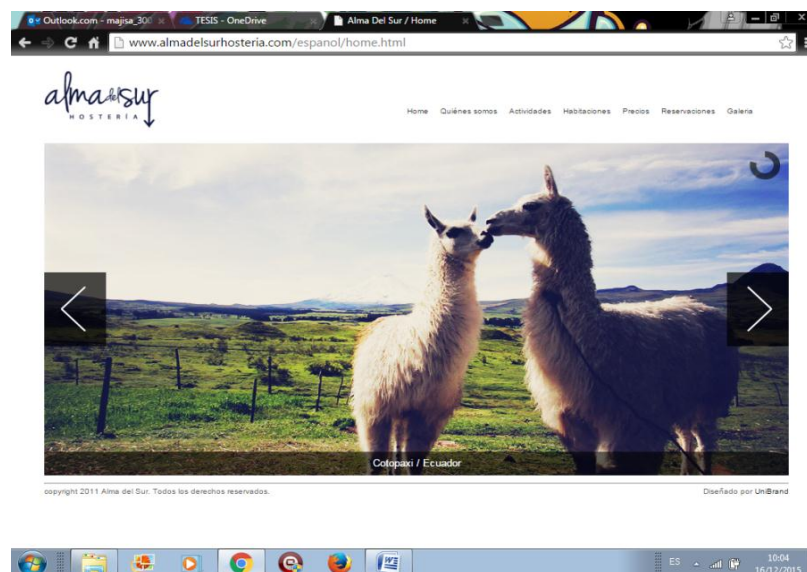 Outlook.com - majisa_30
TESIS - OneDrive
Alma Del Sur / Home
www.almadelsurhosteria.com/espanol/home.html
alma del sur
HOSTERÍA
Home Quiénes somos Actividades Habitaciones Precios Reservaciones Galeria
Cotopaxi / Ecuador
copyright 2011 Alma del Sur. Todos los derechos reservados.
Diseñado por UniBrand
ES
10:04
16/12/2015